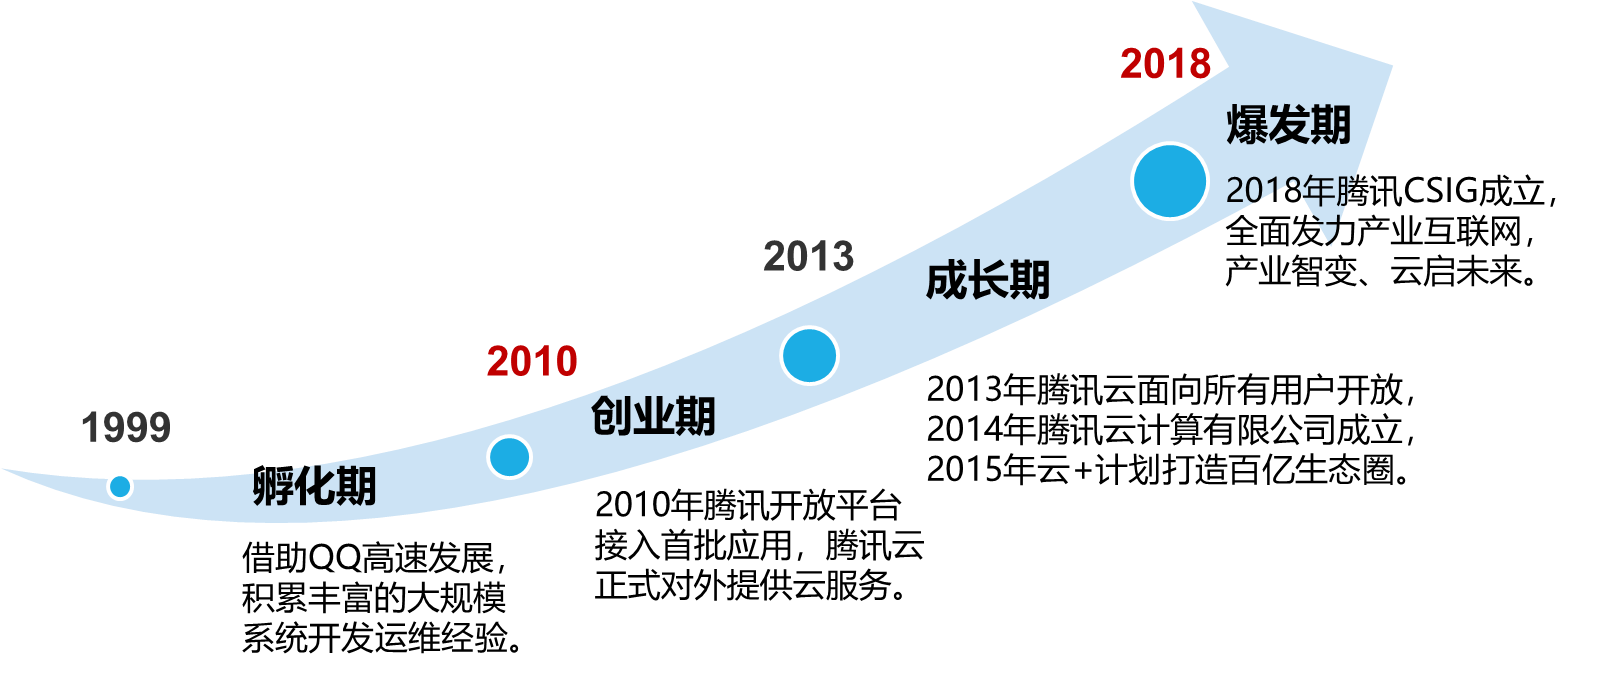 1999
孵化期
借助QQ高速发展，
积累丰富的大规模
系统开发运维经验。
2010
创业期
2010年腾讯开放平台
接入首批应用，腾讯云
正式对外提供云服务。
2013
成长期
2013年腾讯云面向所有用户开放，
2014年腾讯云计算有限公司成立，
2015年云+计划打造百亿生态圈。
2018
爆发期
2018年腾讯CSIG成立，
全面发力产业互联网，
产业智变、云启未来。